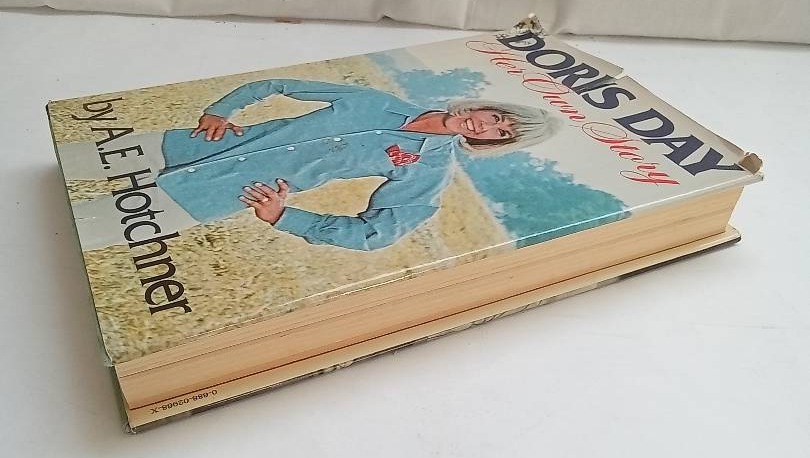 DORIS DAY
Her Own Story
by A.E. Hotchner
0-688-02968-X